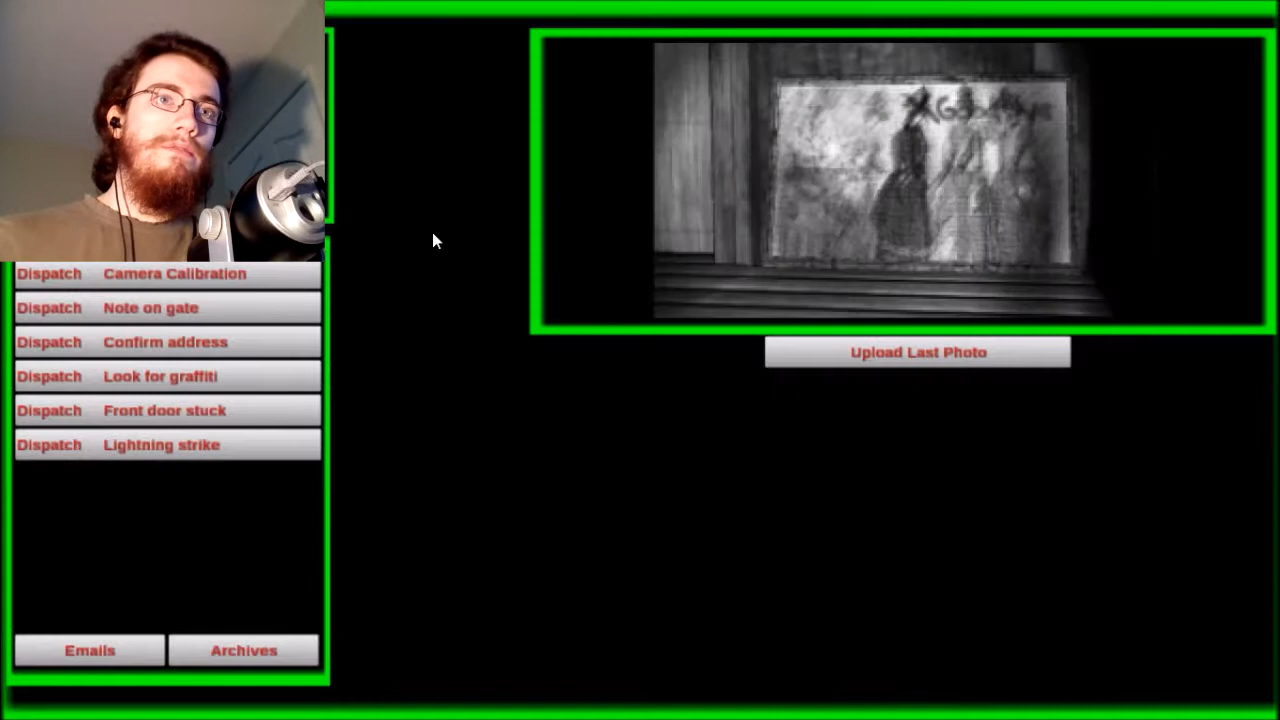 Dispatch Camera Calibration
Dispatch Note on gate
Dispatch Confirm address
Dispatch Look for graffiti
Dispatch Front door stuck
Dispatch Lightning strike
Emails Archives
Upload Last Photo